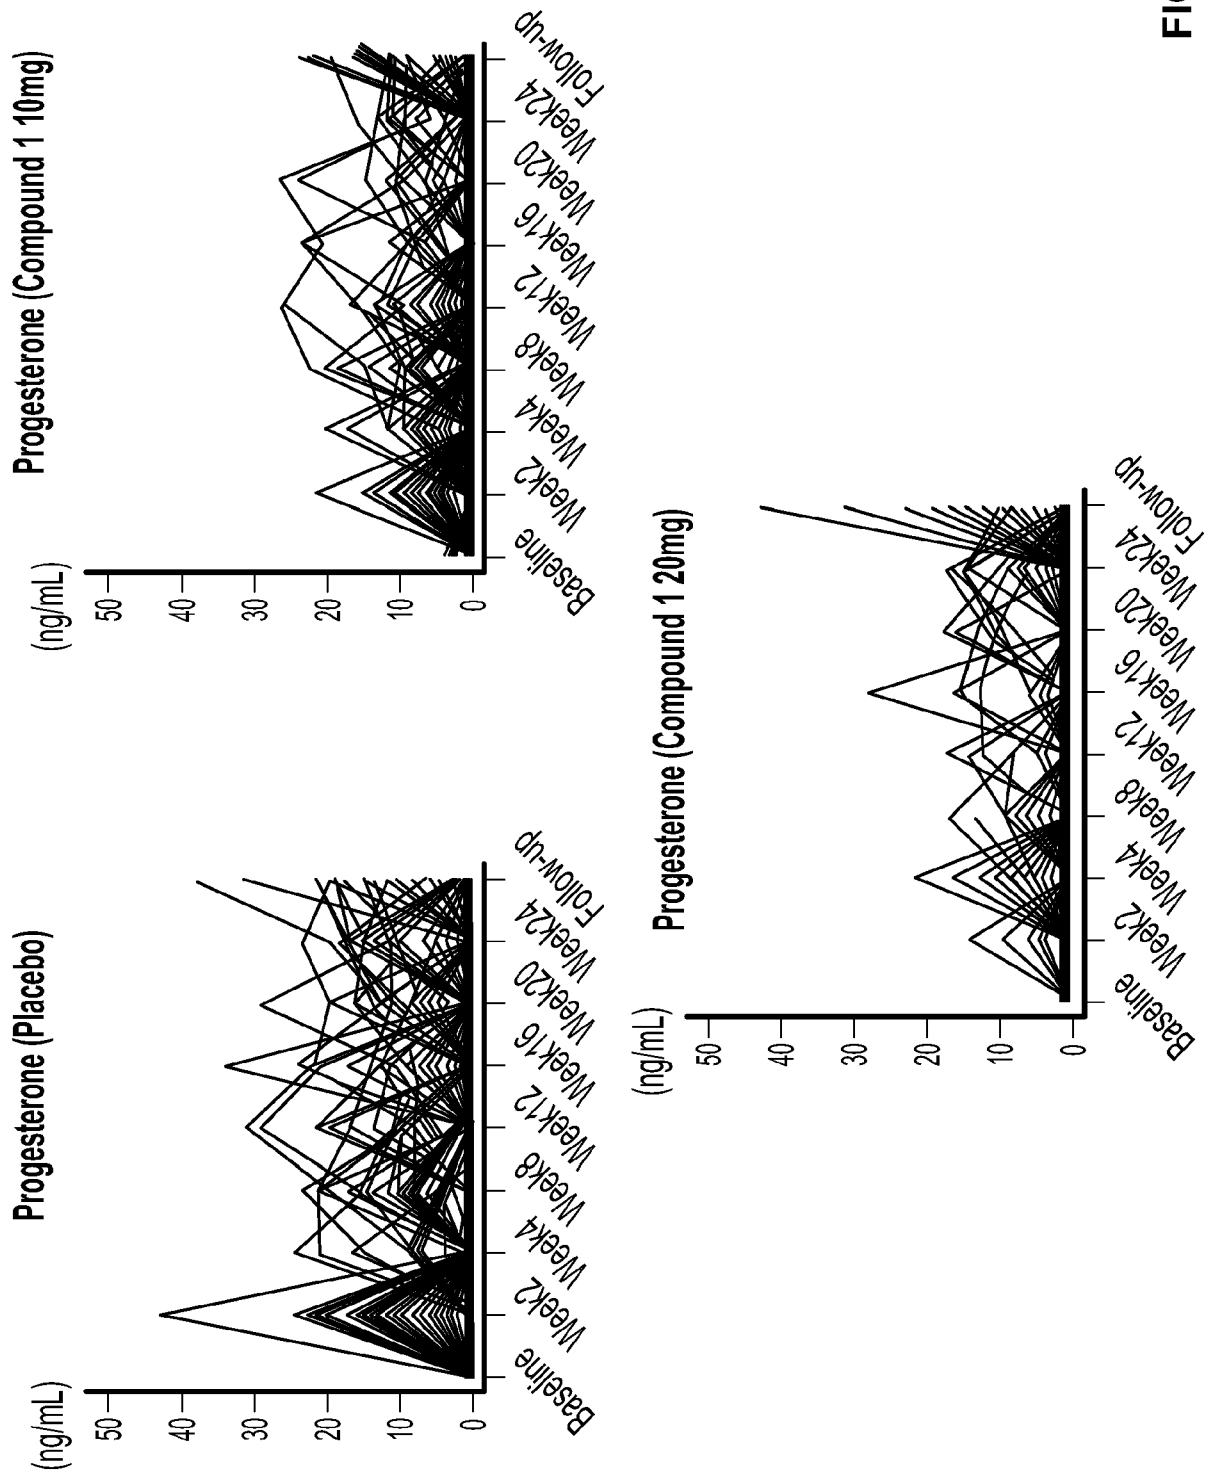 Progesterone (Placebo)
(ng/mL)
50
40
30
20
10
0
Baseline
Week2
Week4
Week8
Week12
Week16
Week20
Week24
Follow-up
Progesterone (Compound 1 10mg)
(ng/mL)
50
40
30
20
10
0
Baseline
Week2
Week4
Week8
Week12
Week16
Week20
Week24
Follow-up
Progesterone (Compound 1 20mg)
(ng/mL)
50
40
30
20
10
0
Baseline
Week2
Week4
Week8
Week12
Week16
Week20
Week24
Follow-up
FIG